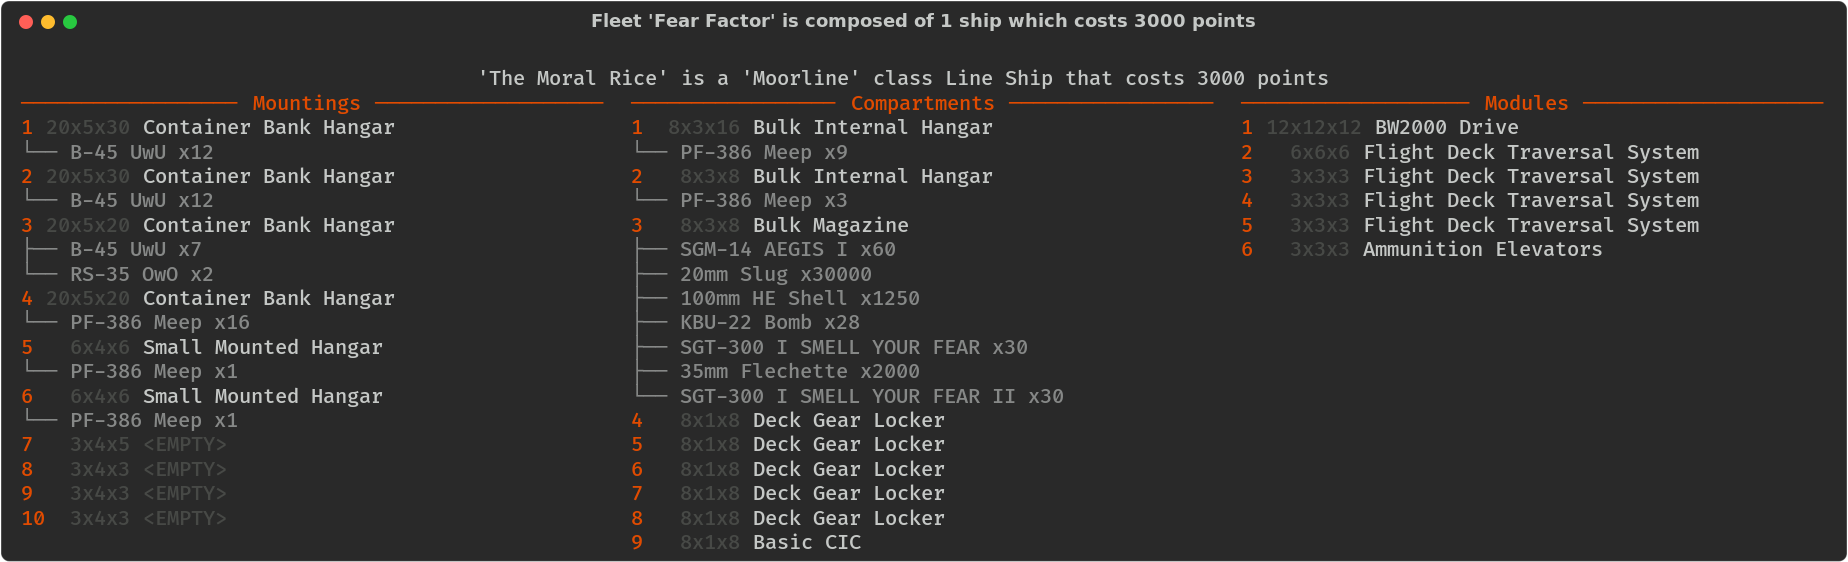 Fleet 'Fear Factor' is composed of 1 ship which costs 3000 points
'The Moral Rice' is a 'Moorline' class Line Ship that costs 3000 points
Mountings
1 20x5x30 Container Bank Hangar
B-45 UwU x12
2 20x5x30 Container Bank Hangar
B-45 UwU x12
3 20x5x20 Container Bank Hangar
B-45 UwU x7
RS-35 OwO x2
4 20x5x20 Container Bank Hangar
PF-386 Meep x16
5 6x4x6 Small Mounted Hangar
PF-386 Meep x1
6 6x4x6 Small Mounted Hangar
PF-386 Meep x1
7 3x4x5 <EMPTY>
8 3x4x3 <EMPTY>
9 3x4x3 <EMPTY>
10 3x4x3 <EMPTY>
Compartments
1 8x3x16 Bulk Internal Hangar
PF-386 Meep x9
2 8x3x8 Bulk Internal Hangar
PF-386 Meep x3
3 8x3x8 Bulk Magazine
SGM-14 AEGIS I x60
20mm Slug x30000
100mm HE Shell x1250
KBU-22 Bomb x28
SGT-300 I SMELL YOUR FEAR x30
35mm Flechette x2000
SGT-300 I SMELL YOUR FEAR II x30
4 8x1x8 Deck Gear Locker
5 8x1x8 Deck Gear Locker
6 8x1x8 Deck Gear Locker
7 8x1x8 Deck Gear Locker
8 8x1x8 Deck Gear Locker
9 8x1x8 Basic CIC
Modules
1 12x12x12 BW2000 Drive
2 6x6x6 Flight Deck Traversal System
3 3x3x3 Flight Deck Traversal System
4 3x3x3 Flight Deck Traversal System
5 3x3x3 Flight Deck Traversal System
6 3x3x3 Ammunition Elevators